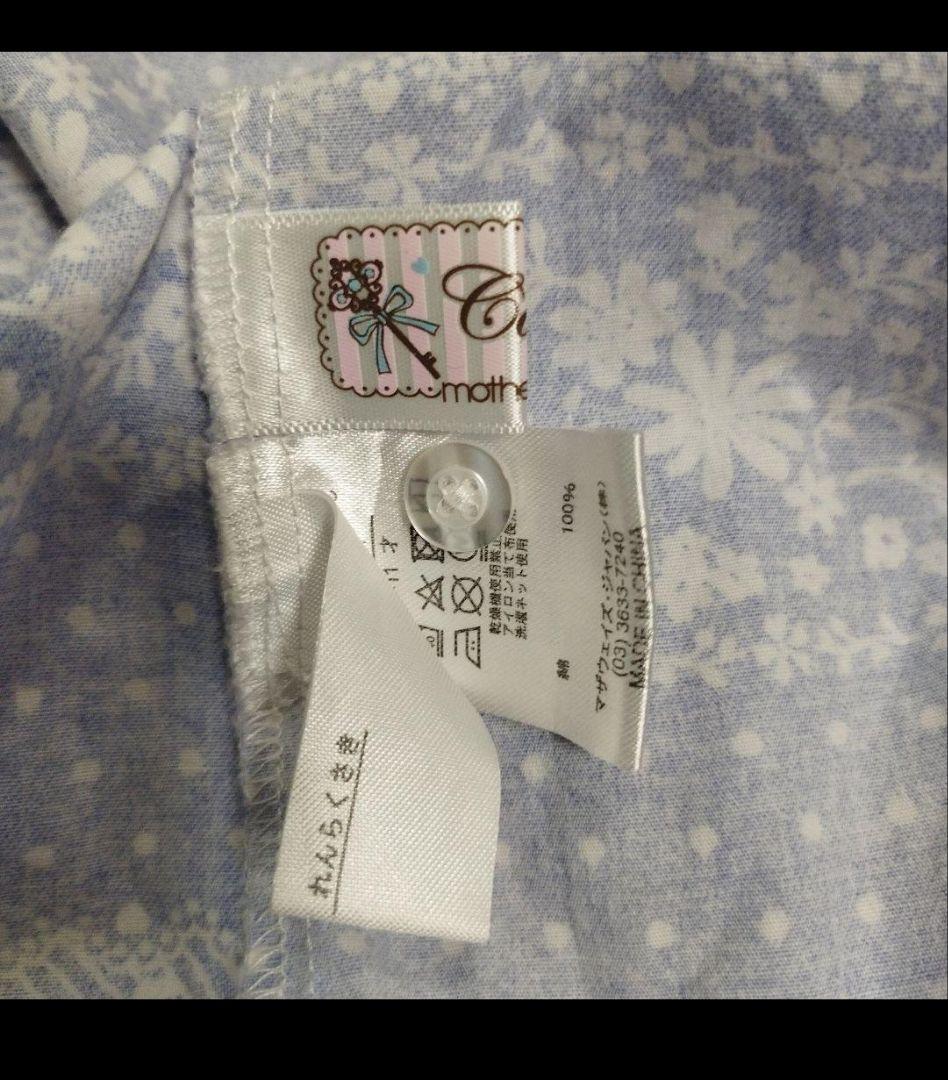 mothe
才
乾燥機使用禁止
アイロン当て布使用
洗濯ネット使用
綿 100%
マザウェイズ・ジャパン(株)
(03) 3633-7240
MADE IN CHINA
れんらくさき